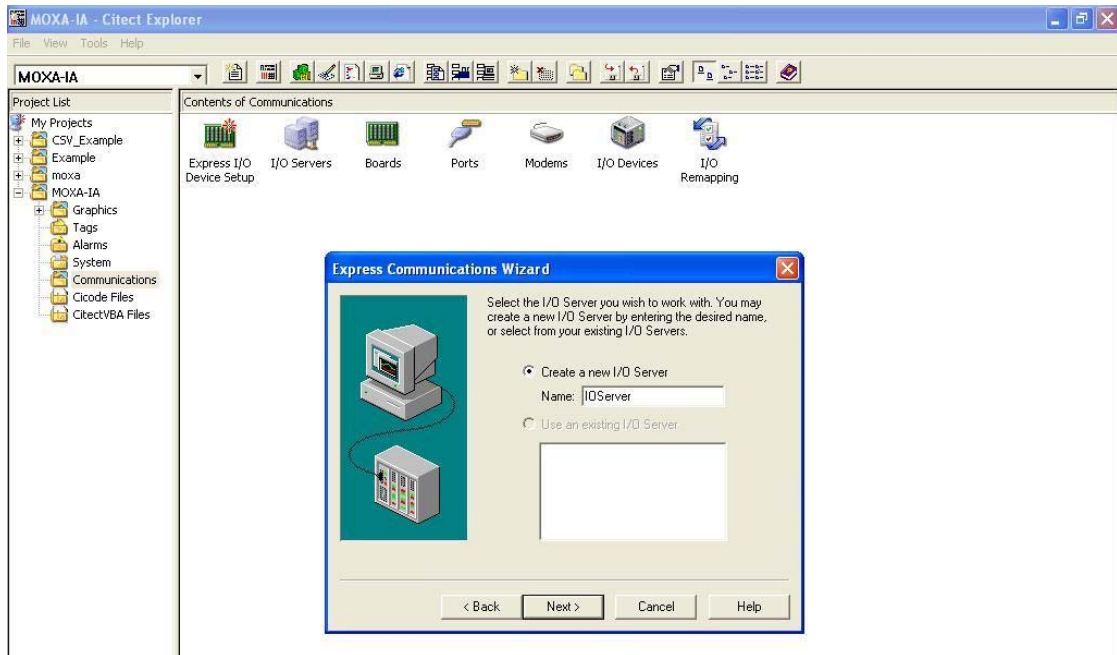 MOXA-IA - Citect Explorer
File View Tools Help
MOXA-IA
Project List
Contents of Communications
My Projects
CSV_Example
Example
moxa
MOXA-IA
Graphics
Tags
Alarms
System
Communications
Cicode Files
CitectVBA Files
Express I/O
Device Setup
I/O Servers
Boards
Ports
Modems
I/O Devices
I/O
Remapping
Express Communications Wizard
Select the I/O Server you wish to work with. You may
create a new I/O Server by entering the desired name,
or select from your existing I/O Servers.
Create a new I/O Server
Name: IOServer
Use an existing I/O Server
< Back Next > Cancel Help